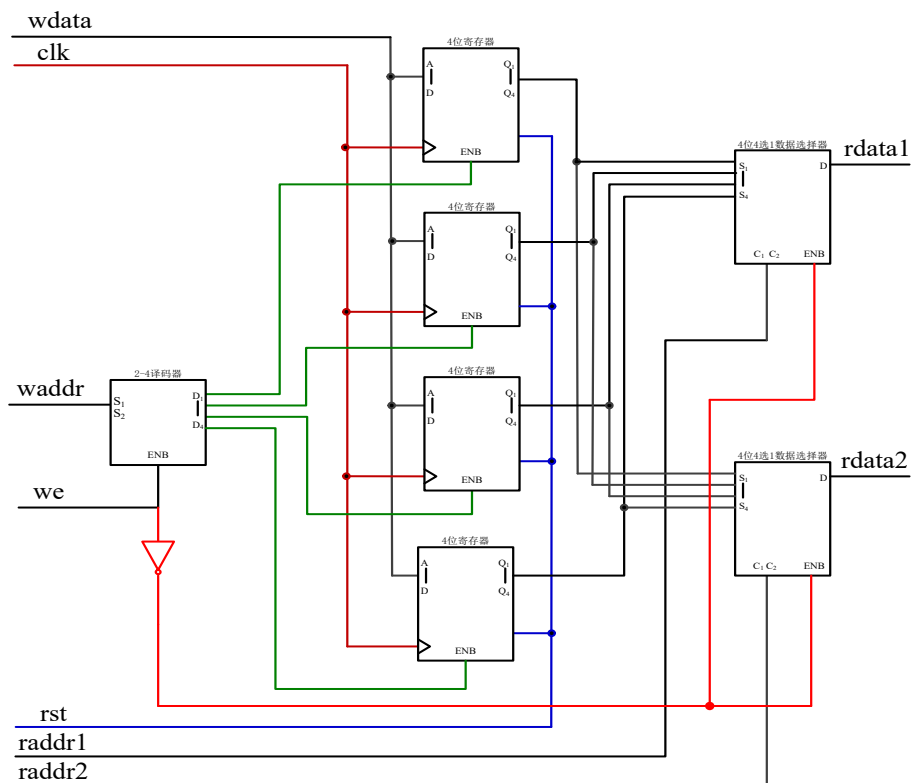 wdata
clk
4位寄存器
A
D
Q1
Q4
ENB
4位寄存器
A
D
Q1
Q4
ENB
4位寄存器
A
D
Q1
Q4
ENB
4位寄存器
A
D
Q1
Q4
ENB
2-4译码器
waddr
S1
S2
D1
D4
ENB
we
4位4选1数据选择器
S1
S4
D
C1 C2
ENB
rdata1
4位4选1数据选择器
S1
S4
D
C1 C2
ENB
rdata2
rst
raddr1
raddr2